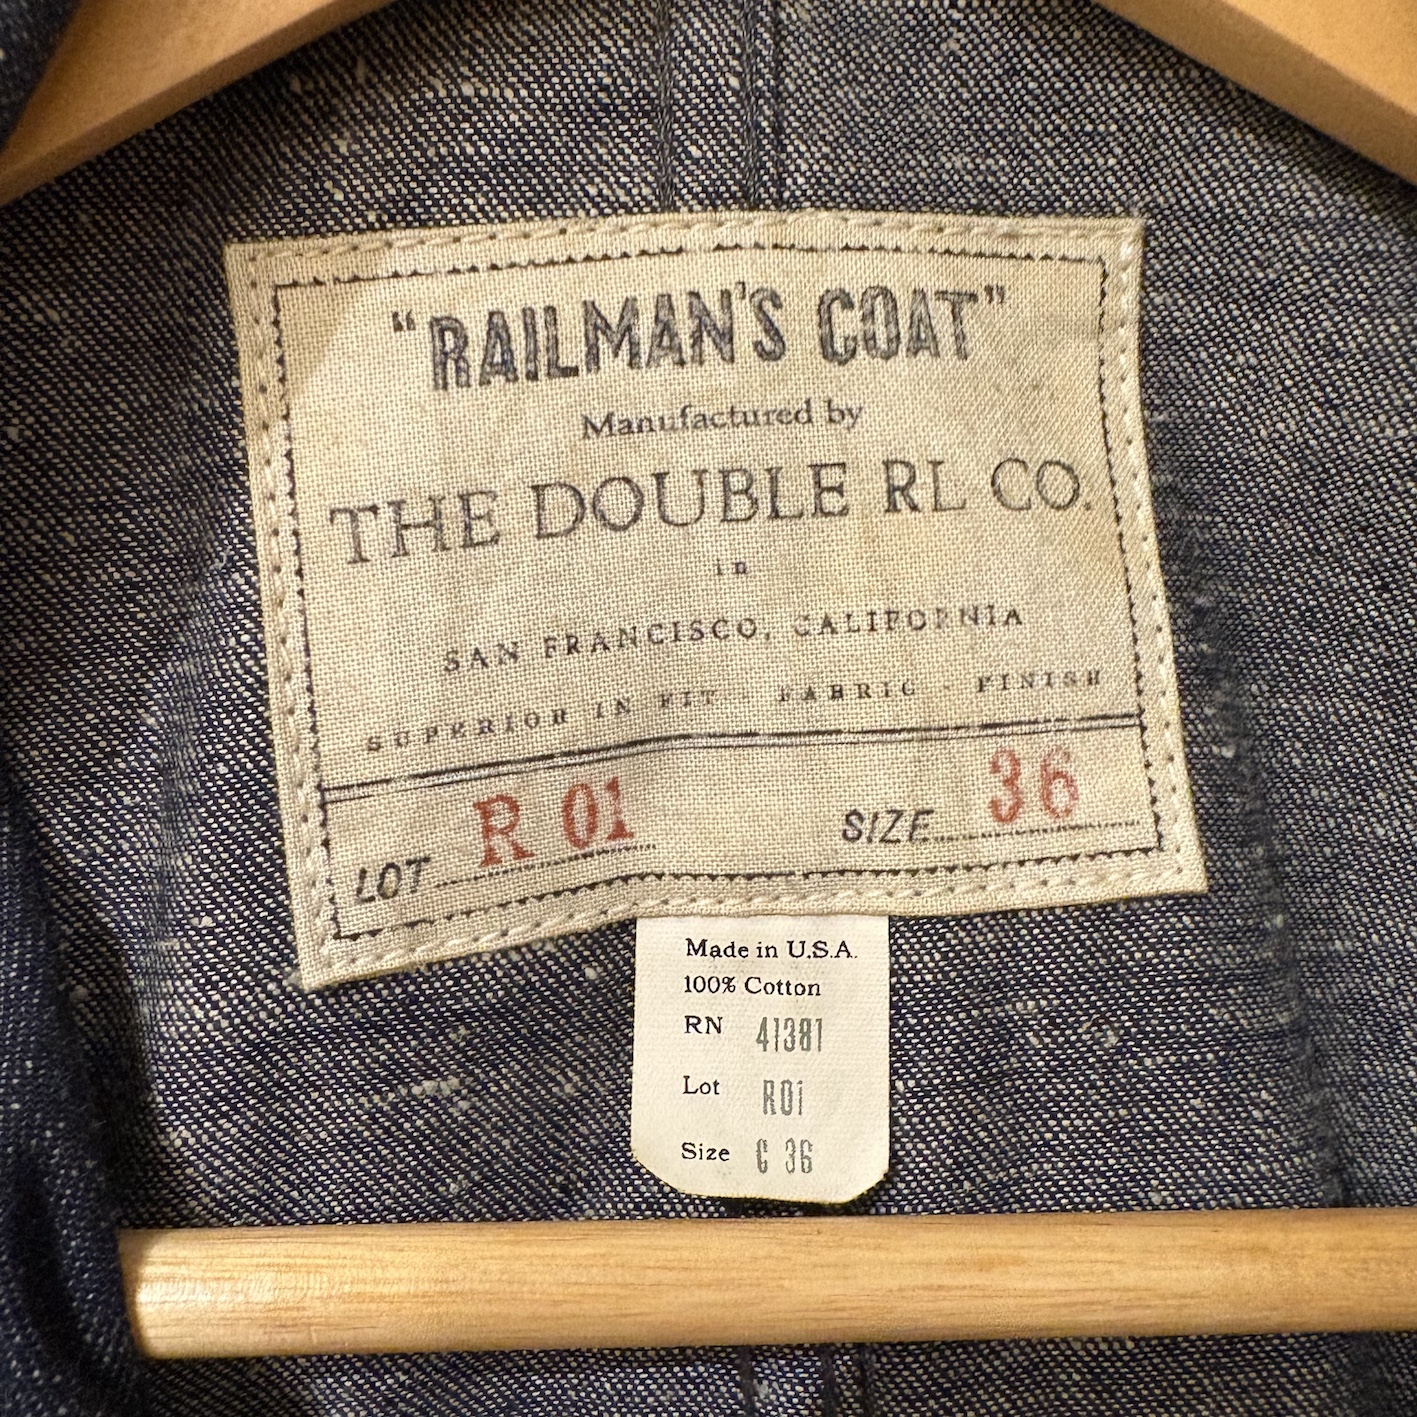 "RAILMAN'S COAT"
Manufactured by
THE DOUBLE RL CO.
in
SAN FRANCISCO, CALIFORNIA
SUPERIOR IN FIT - FABRIC - FINISH
LOT R 01 SIZE 36
Made in U.S.A.
100% Cotton
RN 41381
Lot R01
Size C 36